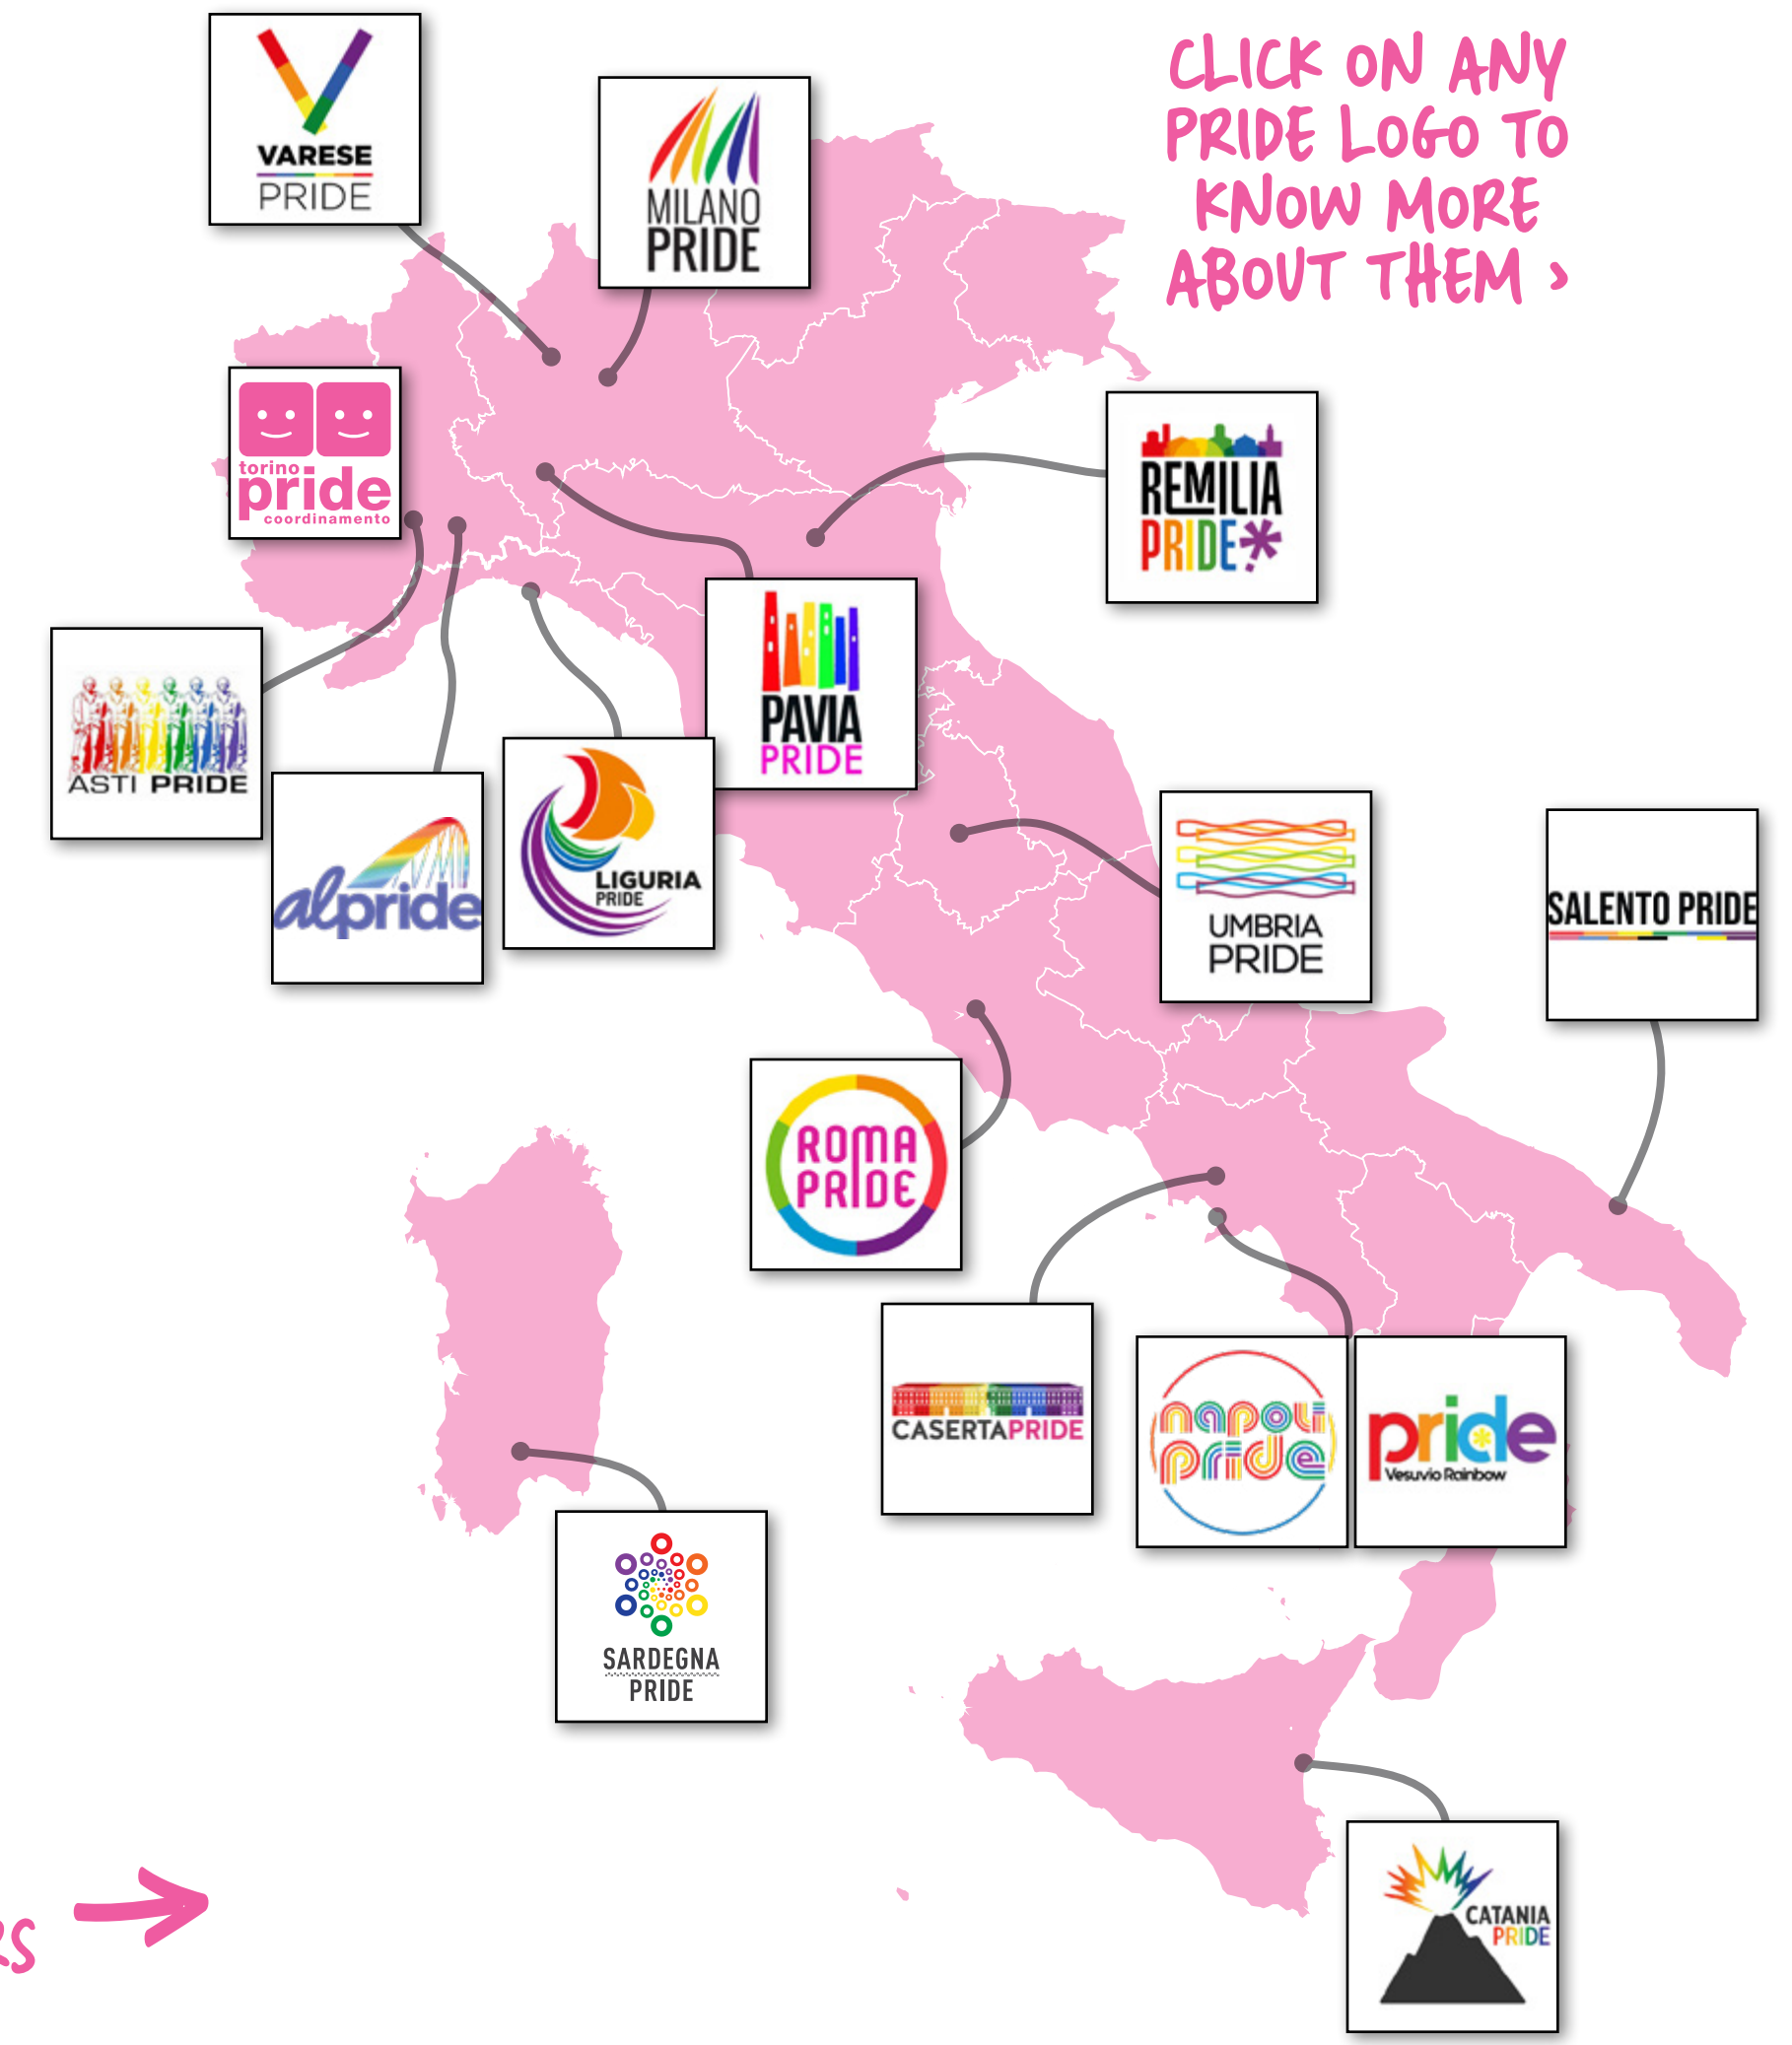 CLICK ON ANY
PRIDE LOGO TO
KNOW MORE
ABOUT THEM >
VARESE
PRIDE
MILANO
PRIDE
torino
pride
coordinamento
REMILIA
PRIDE*
PAVIA
PRIDE
ASTI PRIDE
alpride
LIGURIA
PRIDE
UMBRIA
PRIDE
SALENTO PRIDE
ROMA
PRIDE
CASERTAPRIDE
napoli
pride
pride
Vesuvio Rainbow
SARDEGNA
PRIDE
CATANIA
PRIDE